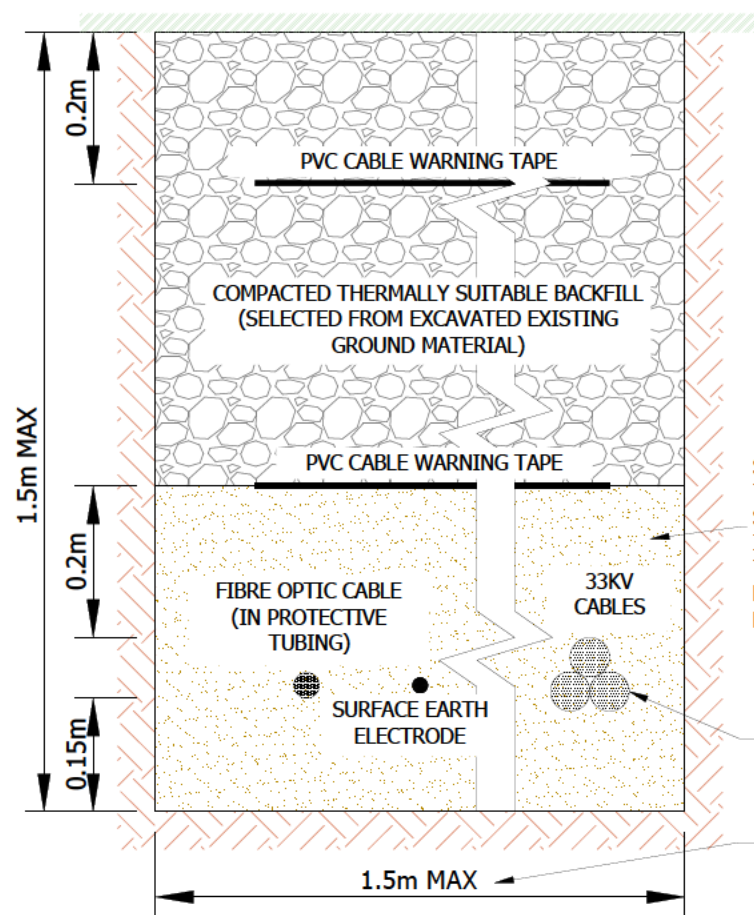 0.2m
PVC CABLE WARNING TAPE
COMPACTED THERMALLY SUITABLE BACKFILL
(SELECTED FROM EXCAVATED EXISTING
GROUND MATERIAL)
1.5m MAX
PVC CABLE WARNING TAPE
0.2m
FIBRE OPTIC CABLE
(IN PROTECTIVE
TUBING)
33KV
CABLES
SURFACE EARTH
ELECTRODE
0.15m
1.5m MAX